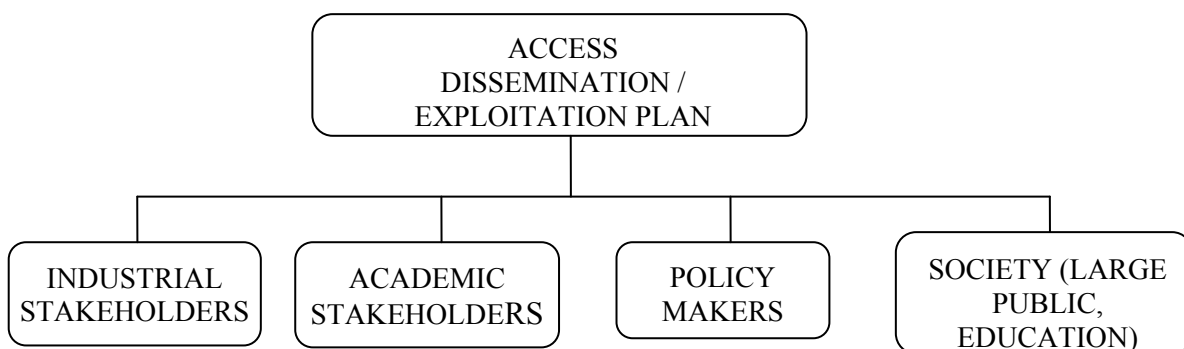 ACCESS
DISSEMINATION /
EXPLOITATION PLAN
INDUSTRIAL
STAKEHOLDERS
ACADEMIC
STAKEHOLDERS
POLICY
MAKERS
SOCIETY (LARGE
PUBLIC,
EDUCATION)